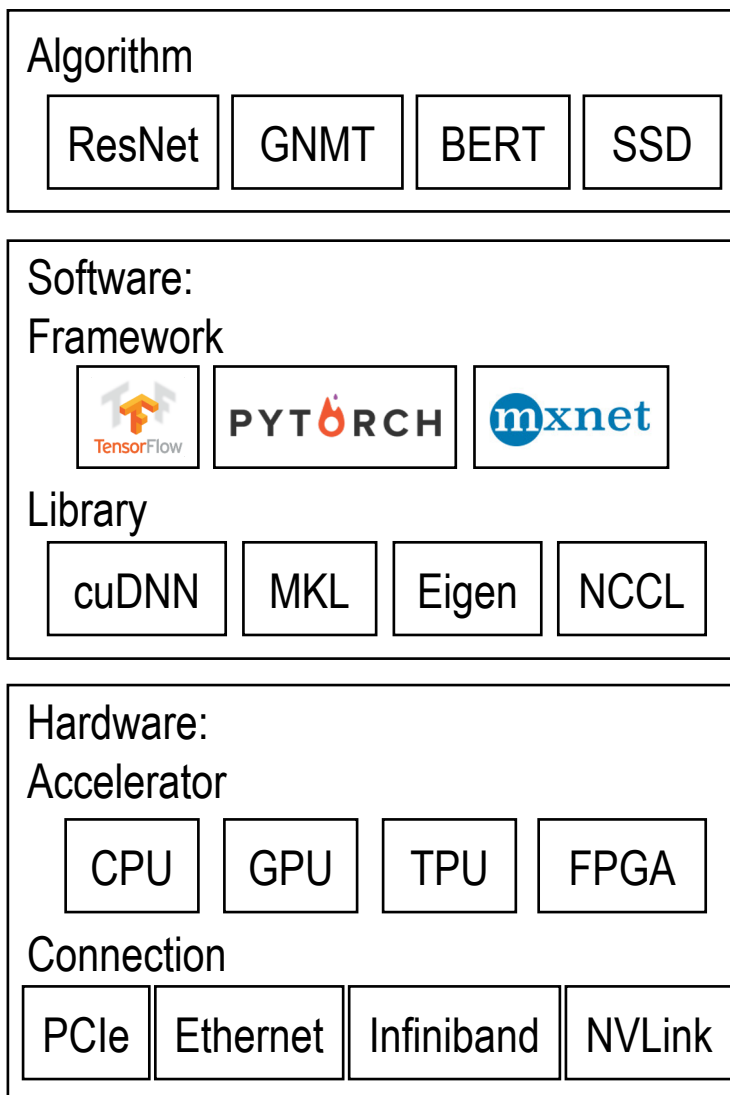 Algorithm
ResNet GNMT BERT SSD
Software:
Framework
TensorFlow PYTORCH mxnet
Library
cuDNN MKL Eigen NCCL
Hardware:
Accelerator
CPU GPU TPU FPGA
Connection
PCIe Ethernet Infiniband NVLink